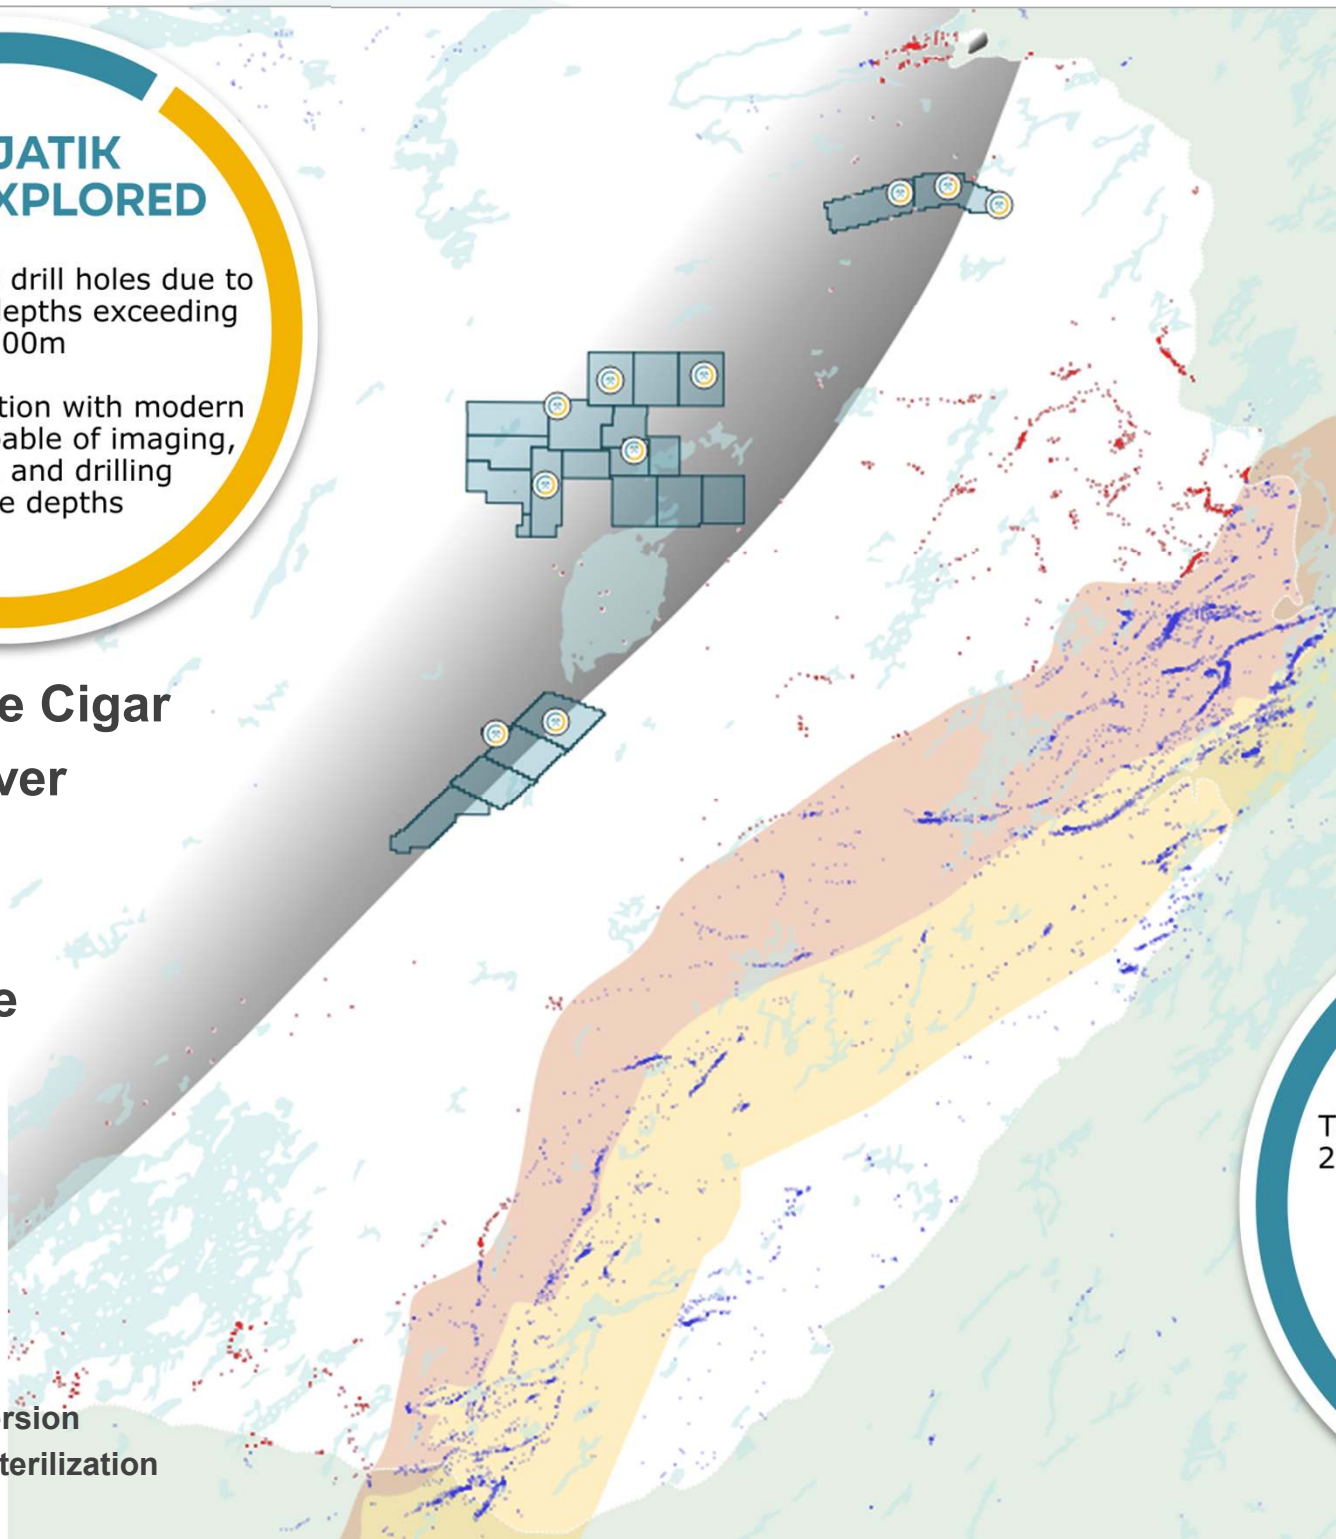 JATIK
XPLORED
drill holes due to
depths exceeding
00m
tion with modern
able of imaging,
and drilling
e depths
e Cigar
ver
e
rsion
terilization
T
2